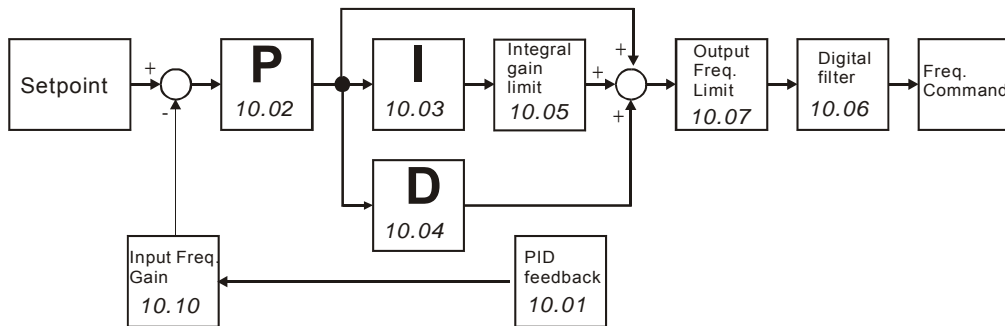 Setpoint
+
-
P
10.02
I
10.03
Integral
gain
limit
10.05
D
10.04
+
+
+
Output
Freq.
Limit
10.07
Digital
filter
10.06
Freq.
Command
Input Freq.
Gain
10.10
PID
feedback
10.01